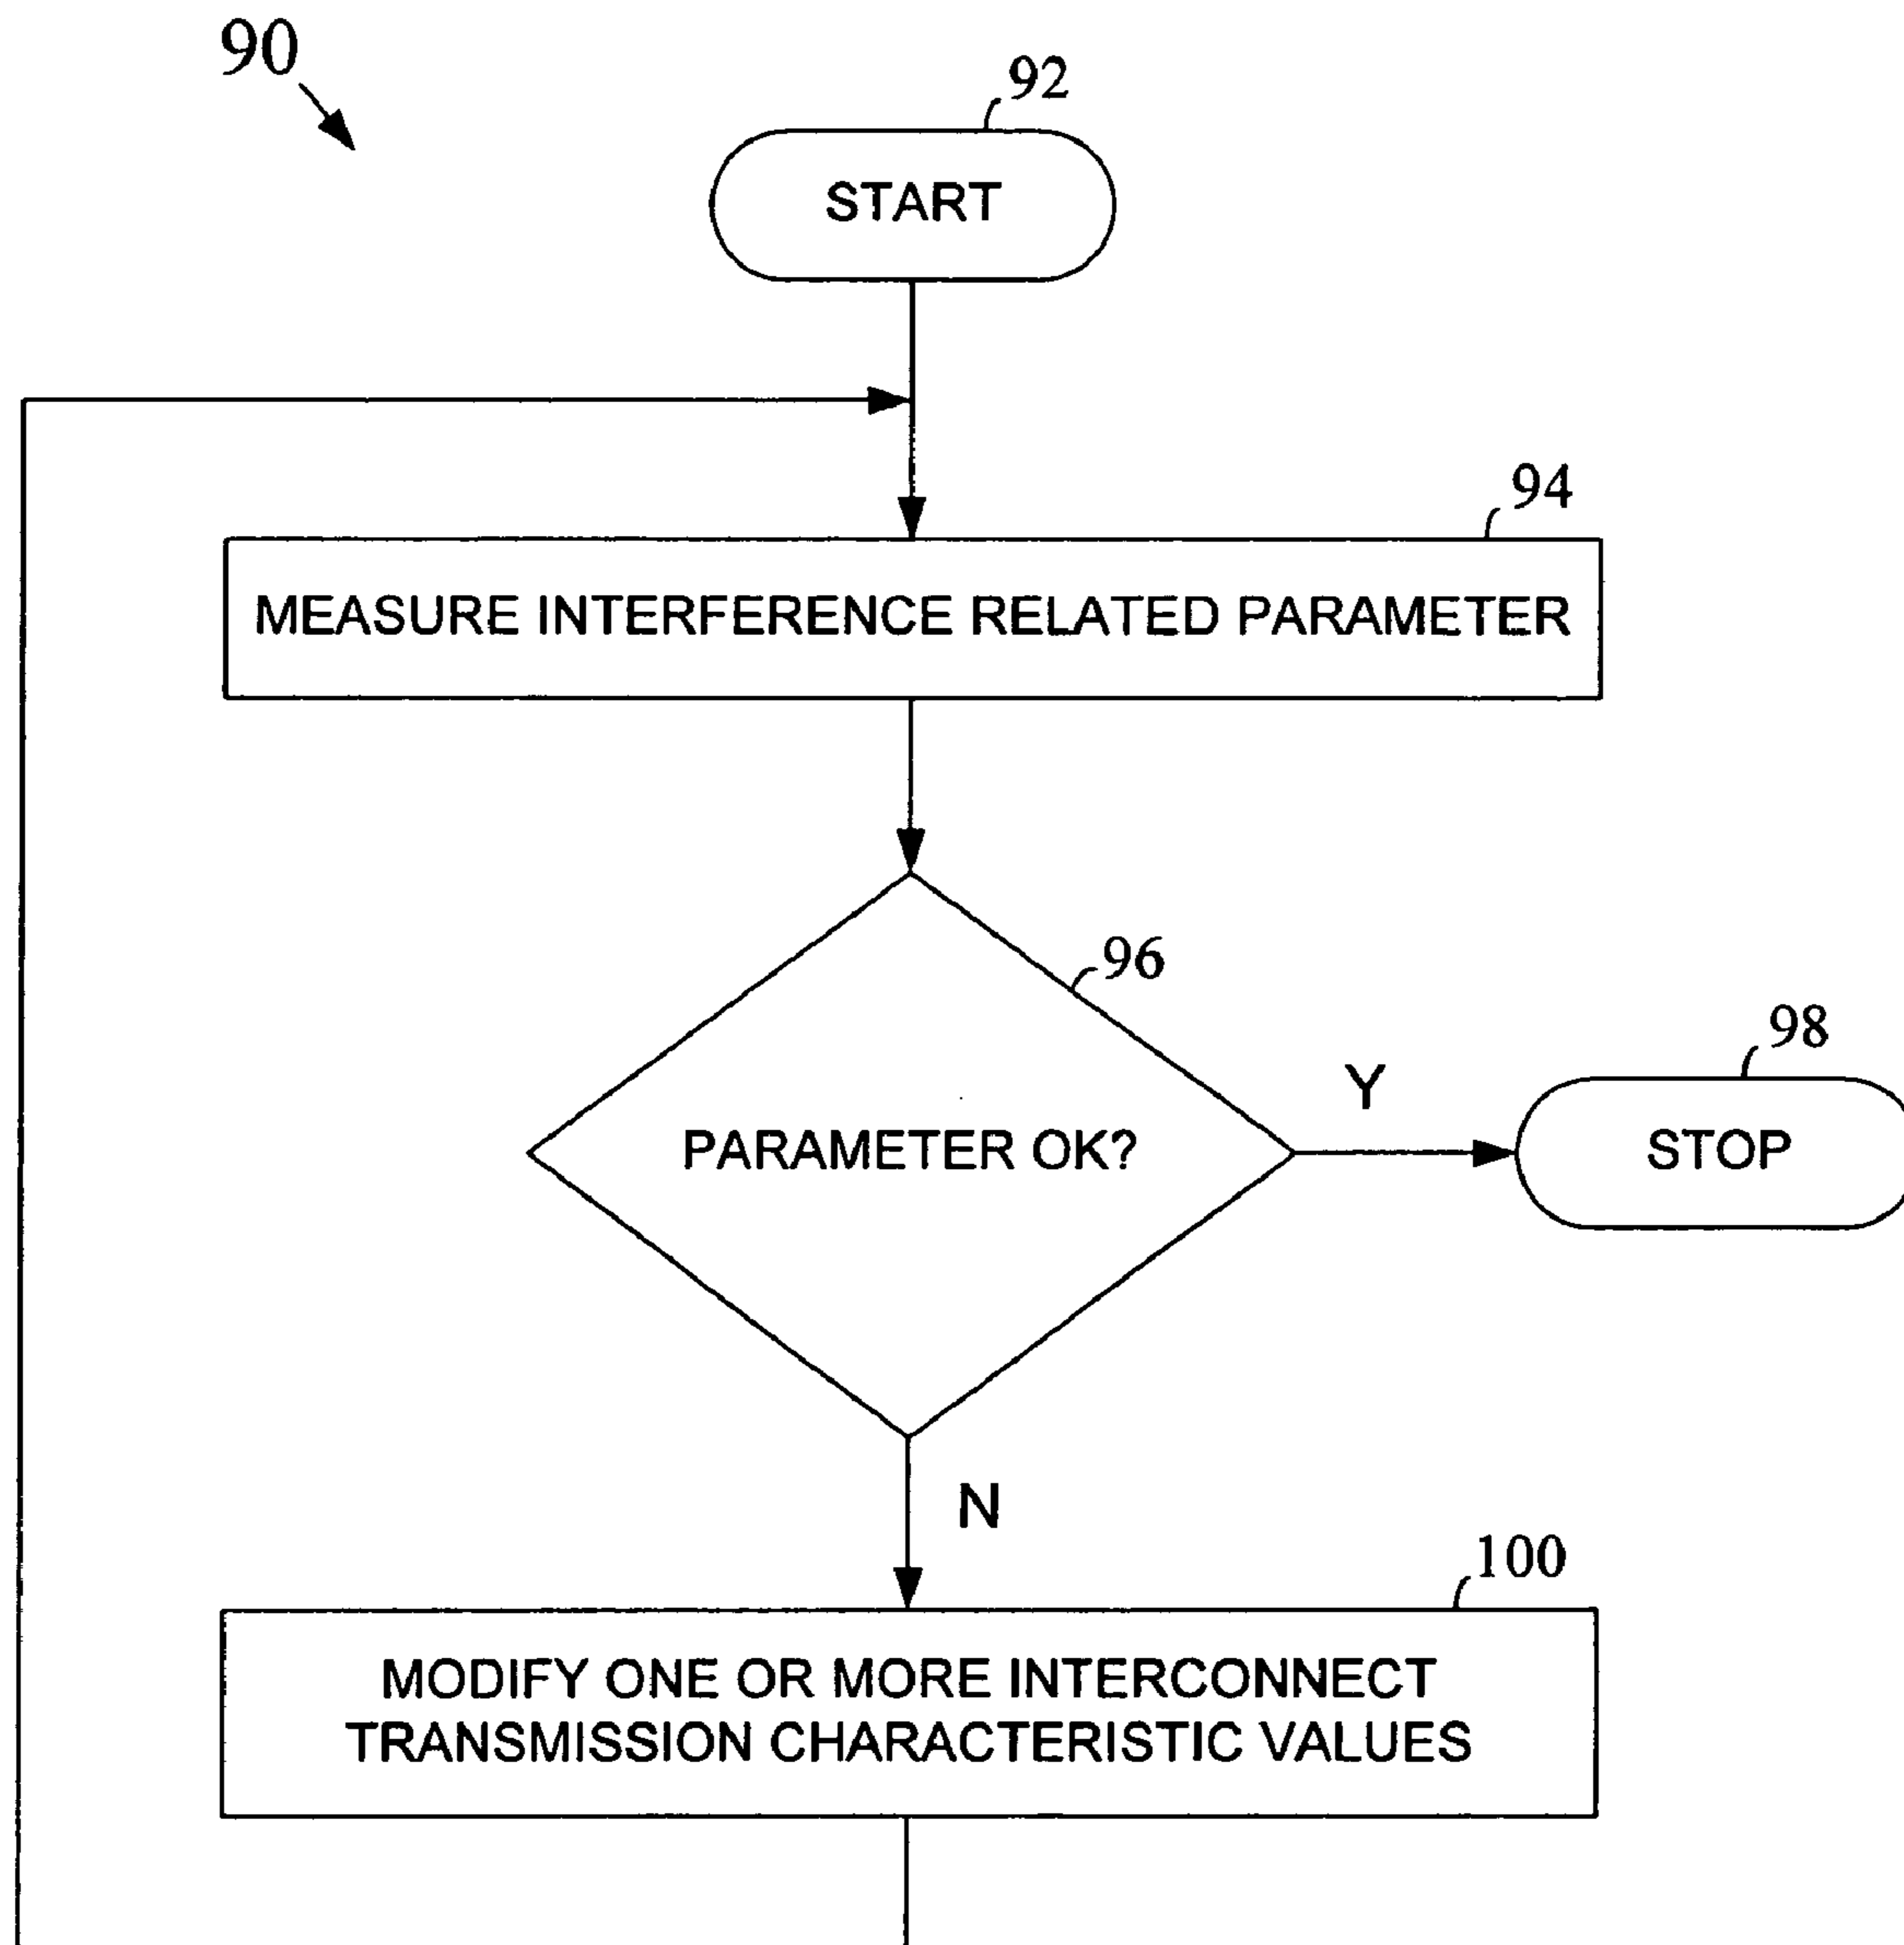 90
92
START
94
MEASURE INTERFERENCE RELATED PARAMETER
96
PARAMETER OK?
Y
98
STOP
N
100
MODIFY ONE OR MORE INTERCONNECT
TRANSMISSION CHARACTERISTIC VALUES